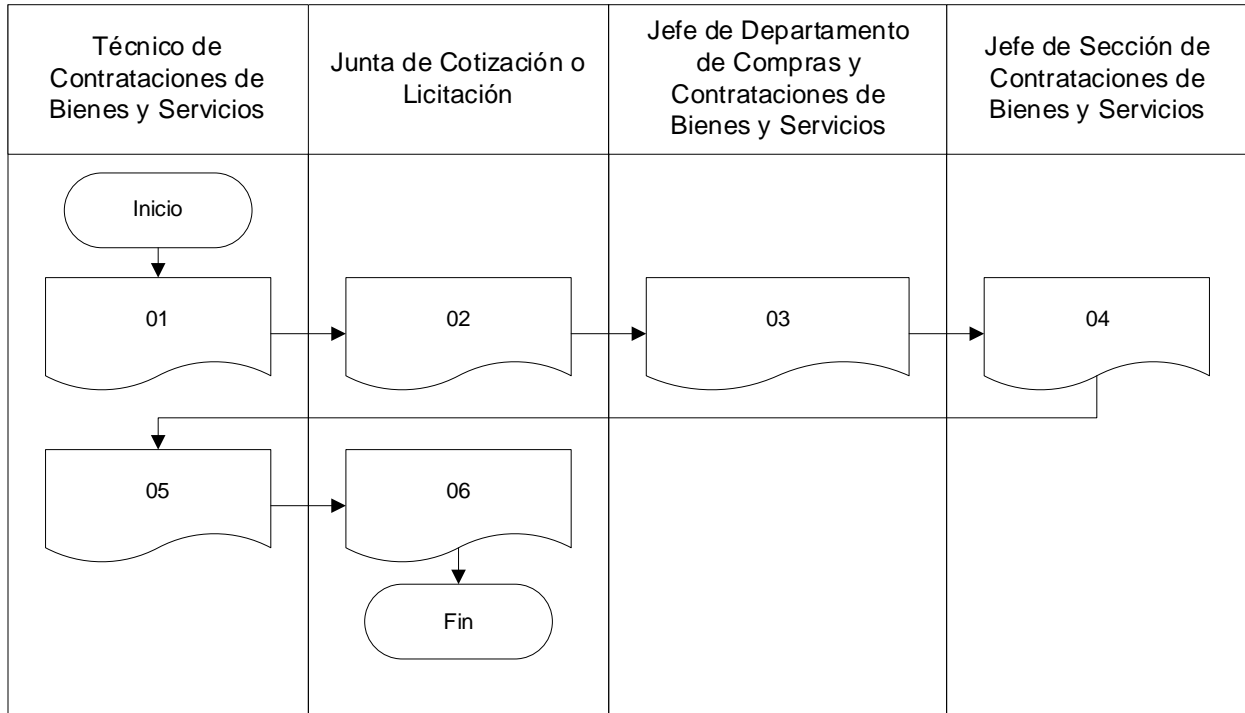 Técnico de
Contrataciones de
Bienes y Servicios
Junta de Cotización o
Licitación
Jefe de Departamento
de Compras y
Contrataciones de
Bienes y Servicios
Jefe de Sección de
Contrataciones de
Bienes y Servicios
Inicio
01
02
03
04
05
06
Fin